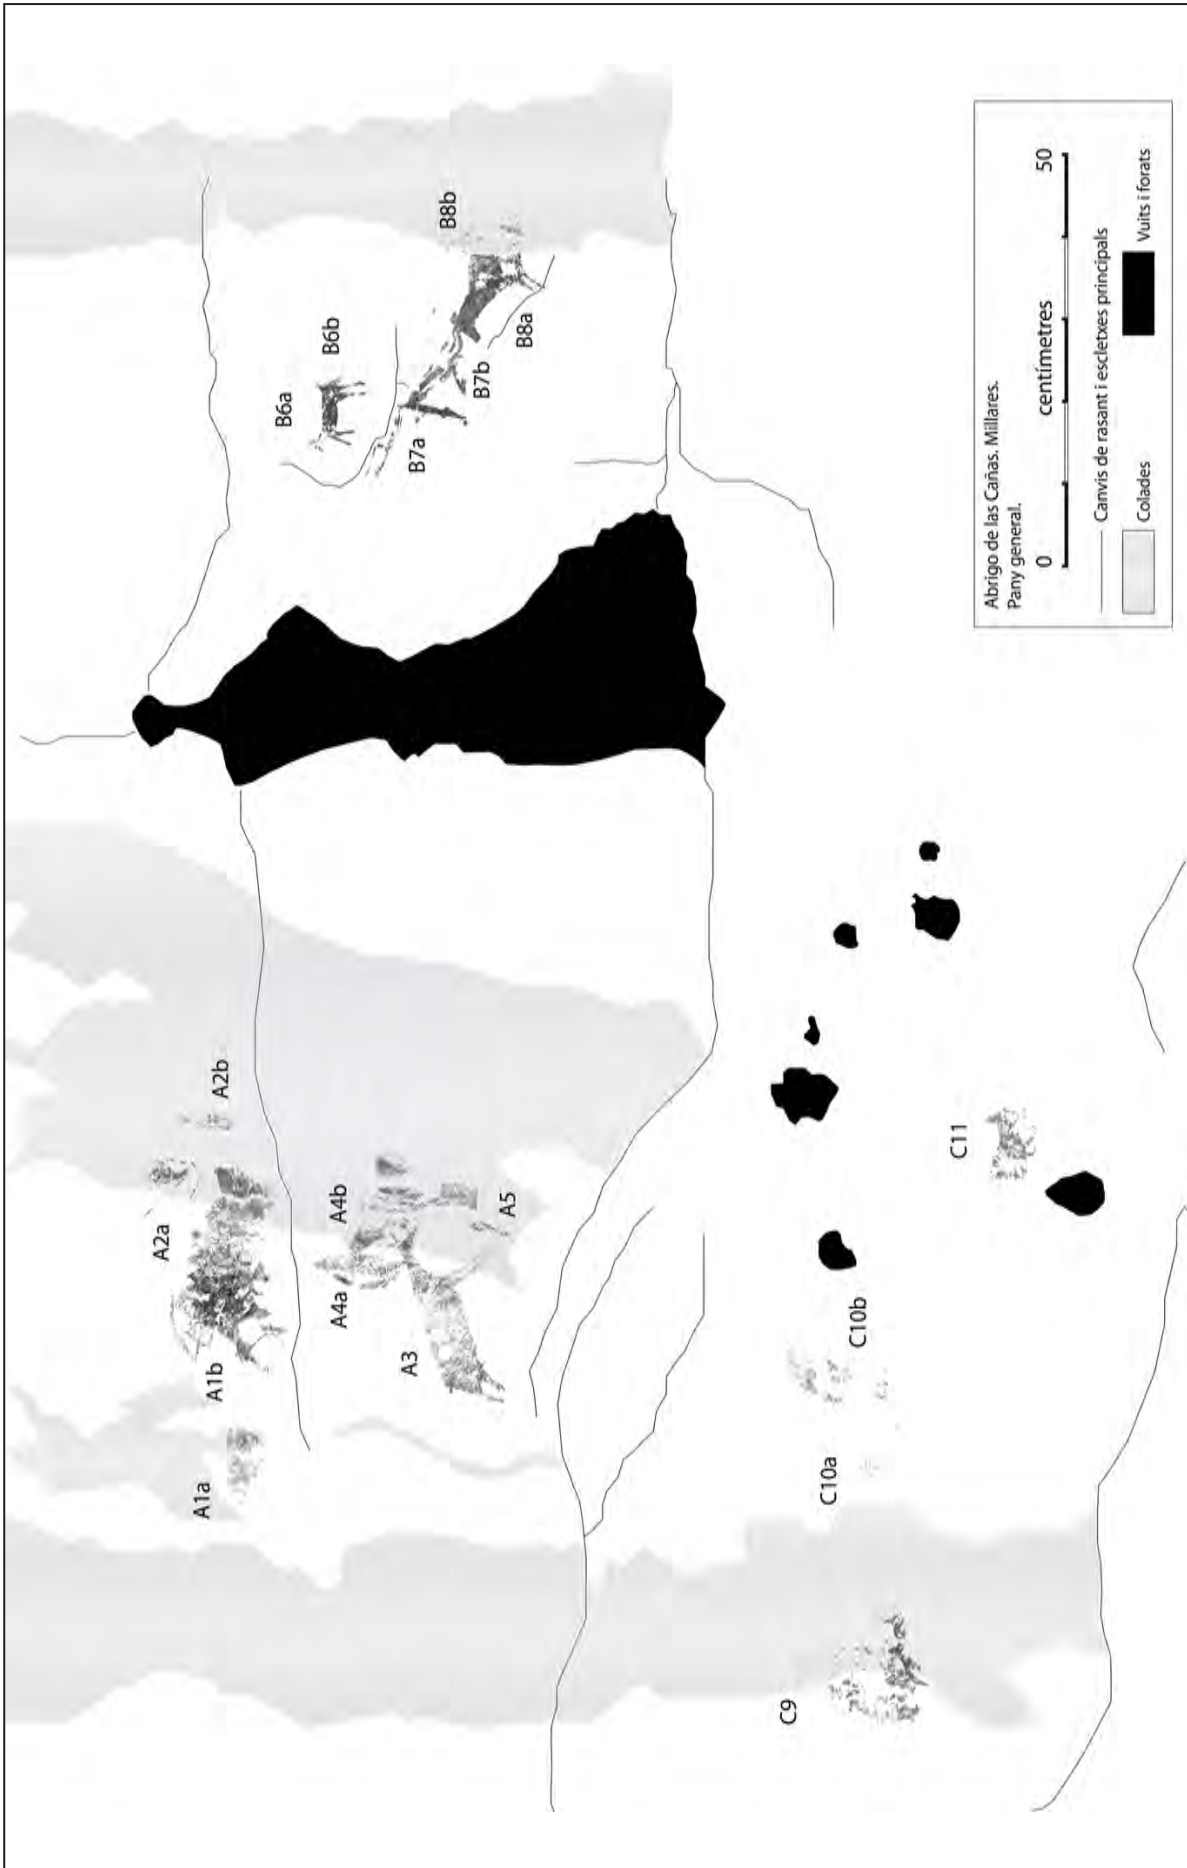 A1a
A1b
A2a
A2b
A3
A4a
A4b
A5
B6a
B6b
B7a
B7b
B8a
B8b
C9
C10a
C10b
C11
Abrigo de las Cañas. Millares.
Pany general.
0 centímetres 50
Canvis de rasant i escletxes principals
Colades Vuits i forats